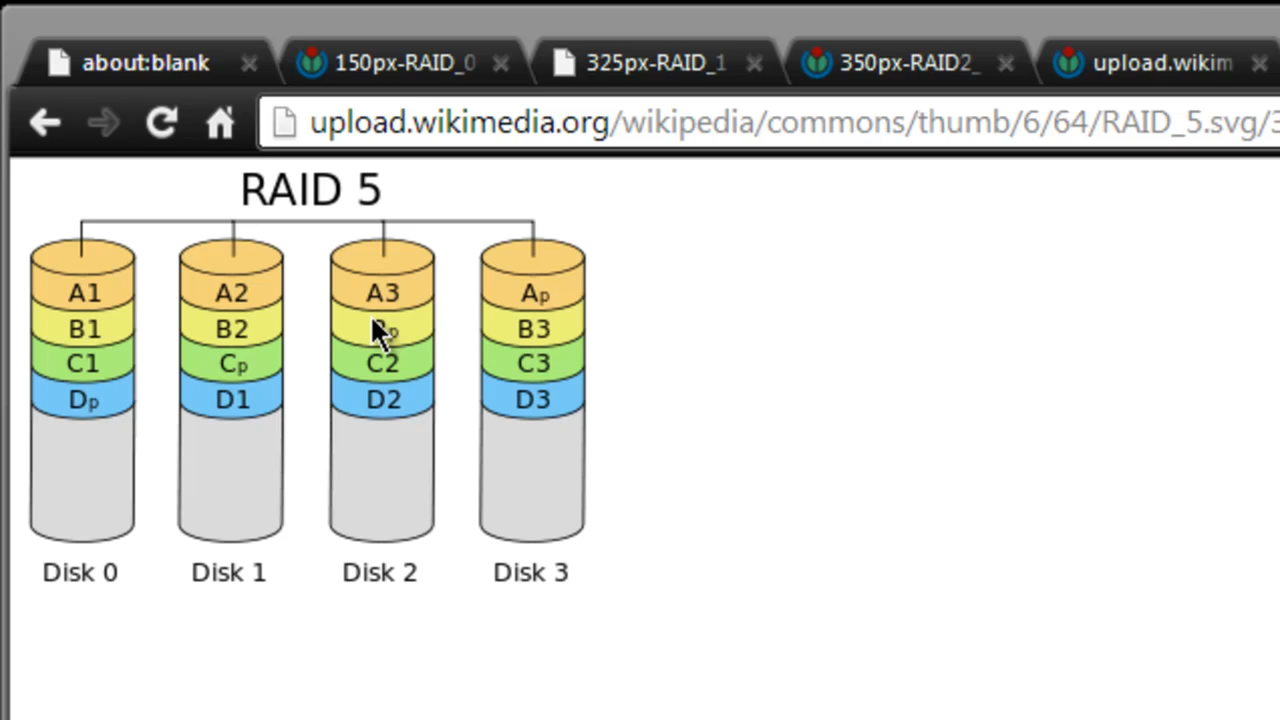 about:blank
150px-RAID_0
325px-RAID_1
350px-RAID2_
upload.wikim
upload.wikimedia.org/wikipedia/commons/thumb/6/64/RAID_5.svg/3
RAID 5
A1 A2 A3 Ap
B1 B2 B3
C1 Cp C2 C3
Dp D1 D2 D3
Disk 0 Disk 1 Disk 2 Disk 3